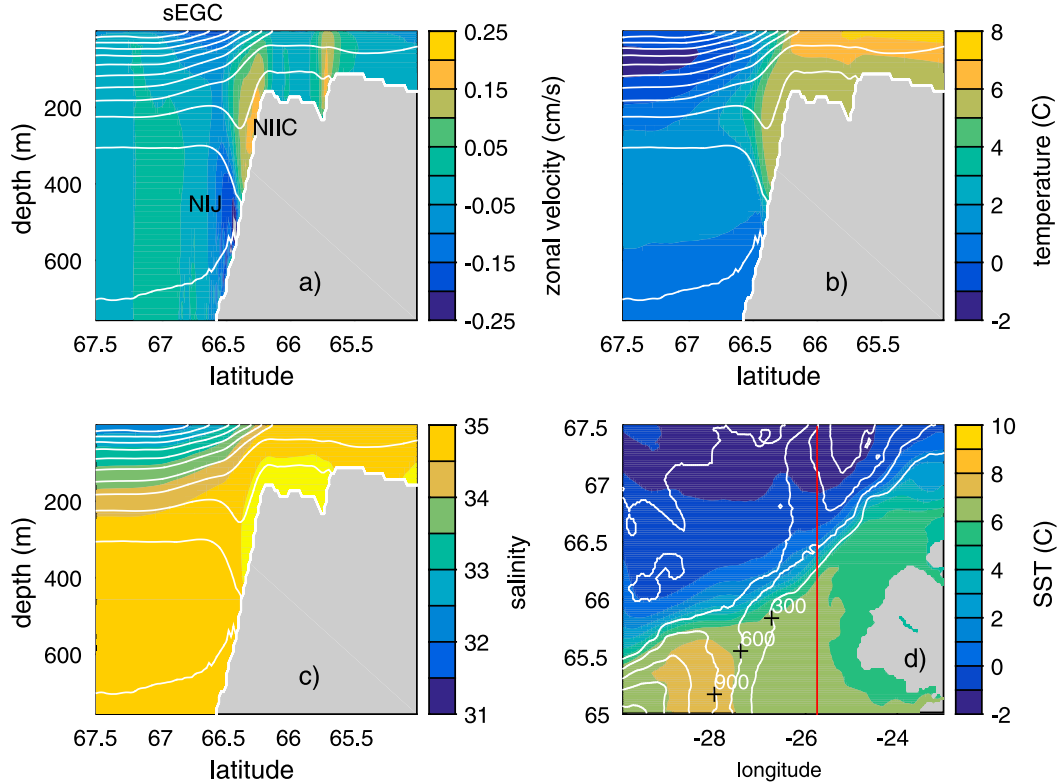 sEGC
0.25
0.15
0.05
-0.05
-0.15
-0.25
zonal velocity (cm/s)
200
400
600
depth (m)
NIIC
NIJ
a)
67.5 67 66.5 66 65.5
latitude
8
6
4
2
0
-2
temperature (C)
b)
67.5 67 66.5 66 65.5
latitude
35
34
33
32
31
salinity
200
400
600
depth (m)
c)
67.5 67 66.5 66 65.5
latitude
67.5
67
66.5
66
65.5
65
300
600
900
d)
-28 -26 -24
longitude
10
8
6
4
2
0
-2
SST (C)